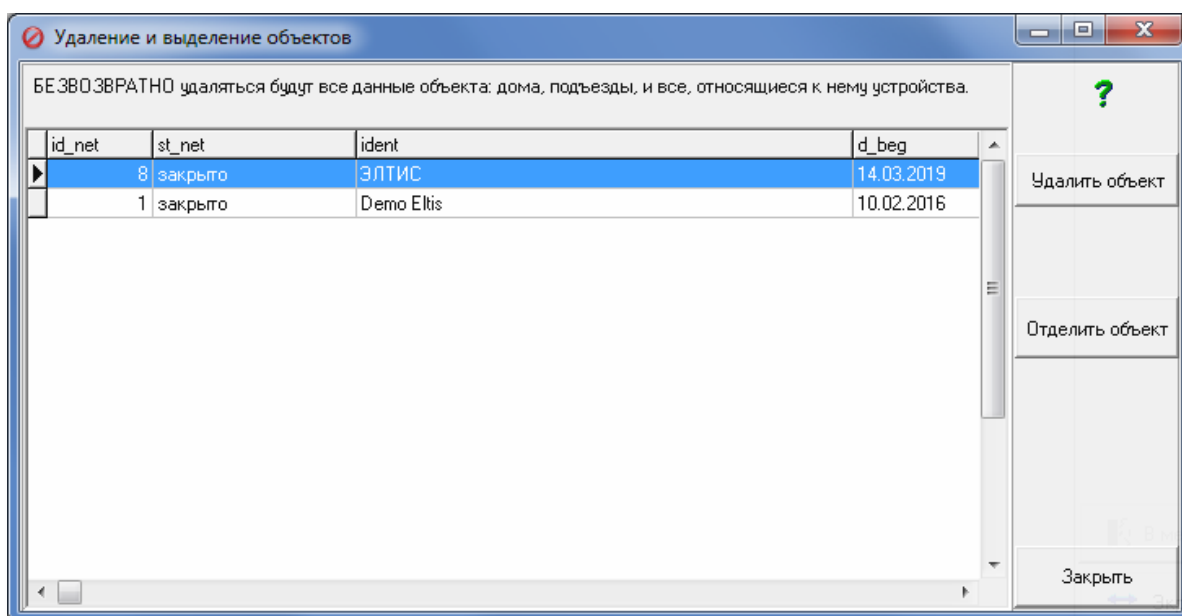 Удаление и выделение объектов
БЕЗВОЗВРАТНО удаляться будут все данные объекта: дома, подъезды, и все, относящиеся к нему устройства.
?
id_net st_net ident d_beg
8 закрыто ЭЛТИС 14.03.2019
1 закрыто Demo Eltis 10.02.2016
Удалить объект
Отделить объект
Закрыть